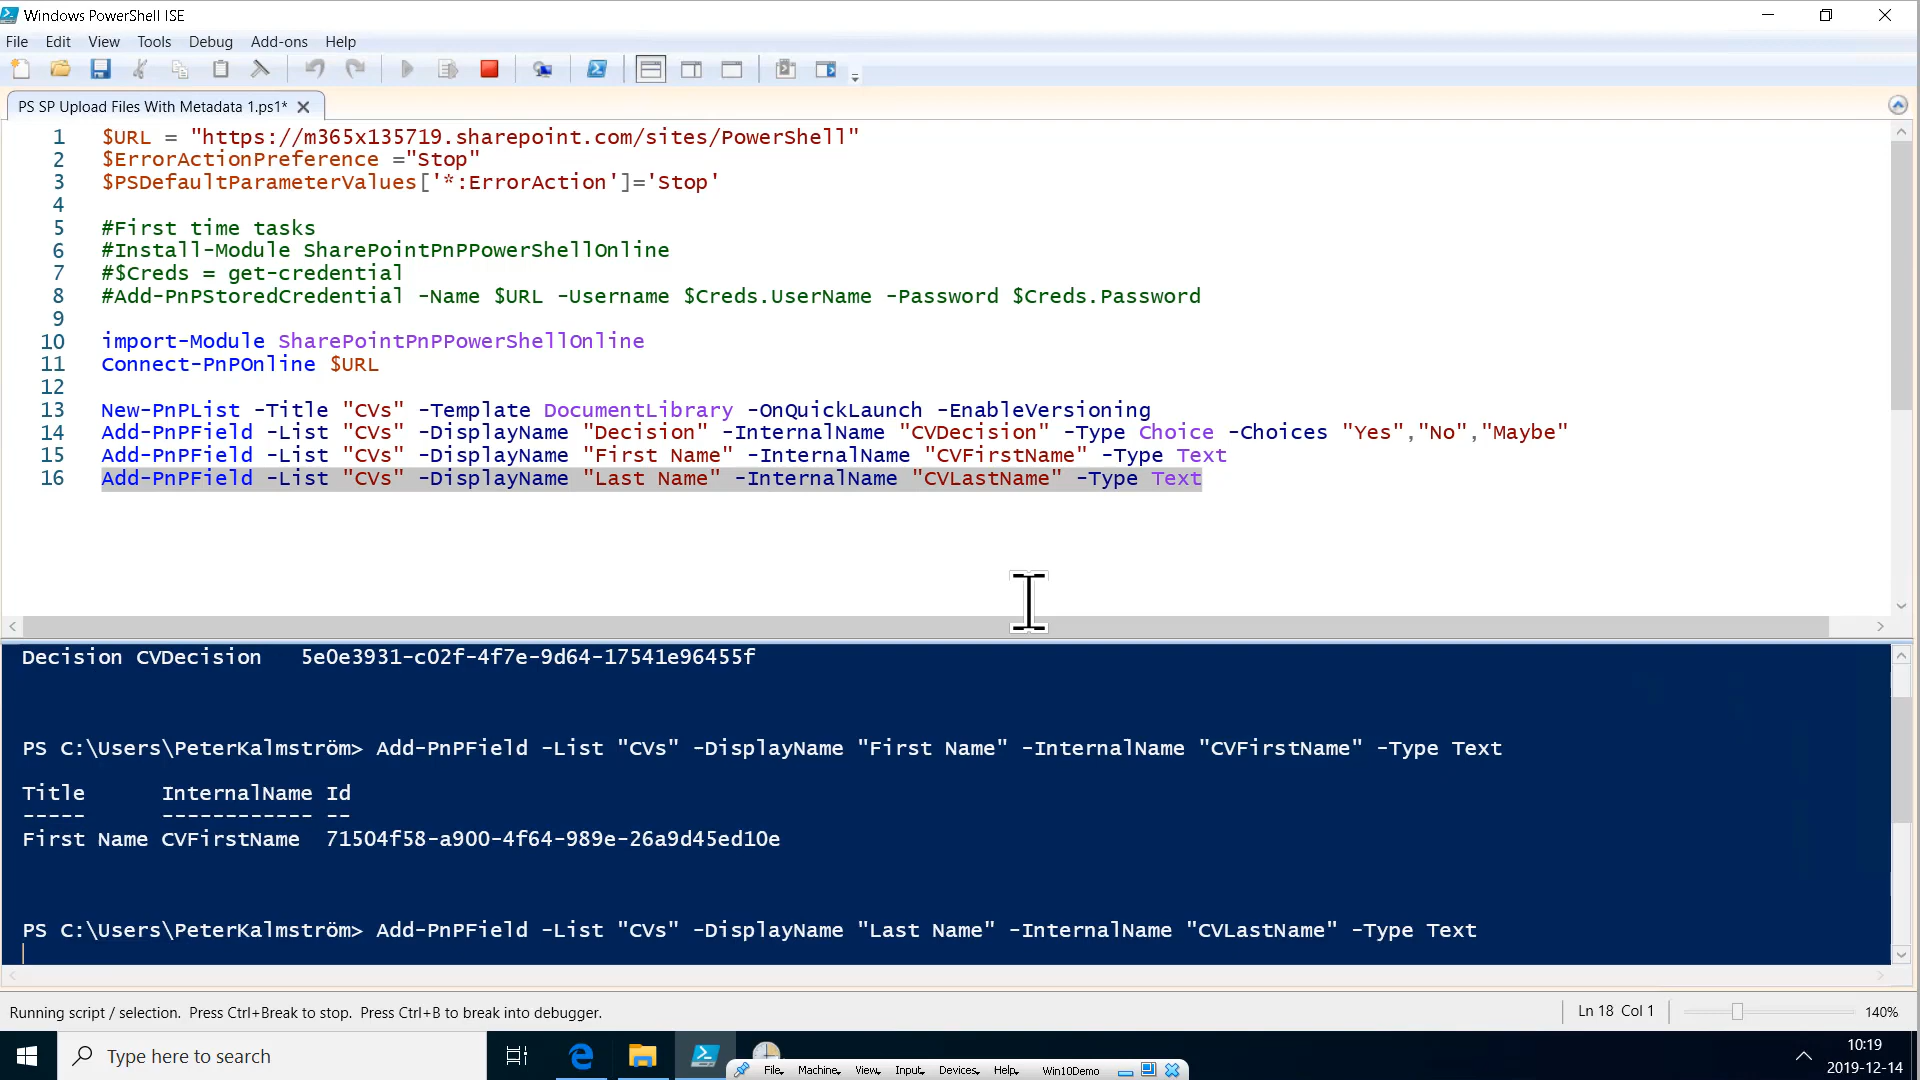 Windows PowerShell ISE
File Edit View Tools Debug Add-ons Help
PS SP Upload Files With Metadata 1.ps1*
1 $URL = "https://m365x135719.sharepoint.com/sites/PowerShell"
2 $ErrorActionPreference ="Stop"
3 $PSDefaultParameterValues['*:ErrorAction']='Stop'
4
5 #First time tasks
6 #Install-Module SharePointPnPPowerShellOnline
7 #$Creds = get-credential
8 #Add-PnPStoredCredential -Name $URL -Username $Creds.UserName -Password $Creds.Password
9
10 import-Module SharePointPnPPowerShellOnline
11 Connect-PnPOnline $URL
12
13 New-PnPList -Title "CVs" -Template DocumentLibrary -OnQuickLaunch -EnableVersioning
14 Add-PnPField -List "CVs" -DisplayName "Decision" -InternalName "CVDecision" -Type Choice -Choices "Yes","No","Maybe"
15 Add-PnPField -List "CVs" -DisplayName "First Name" -InternalName "CVFirstName" -Type Text
16 Add-PnPField -List "CVs" -DisplayName "Last Name" -InternalName "CVLastName" -Type Text
Decision CVDecision 5e0e3931-c02f-4f7e-9d64-17541e96455f
PS C:\Users\PeterKalmström> Add-PnPField -List "CVs" -DisplayName "First Name" -InternalName "CVFirstName" -Type Text
Title InternalName Id
----- ------------ --
First Name CVFirstName 71504f58-a900-4f64-989e-26a9d45ed10e
PS C:\Users\PeterKalmström> Add-PnPField -List "CVs" -DisplayName "Last Name" -InternalName "CVLastName" -Type Text
Running script / selection. Press Ctrl+Break to stop. Press Ctrl+B to break into debugger.
Ln 18 Col 1
140%
Type here to search
File Machine View Input Devices Help Win10Demo
10:19
2019-12-14